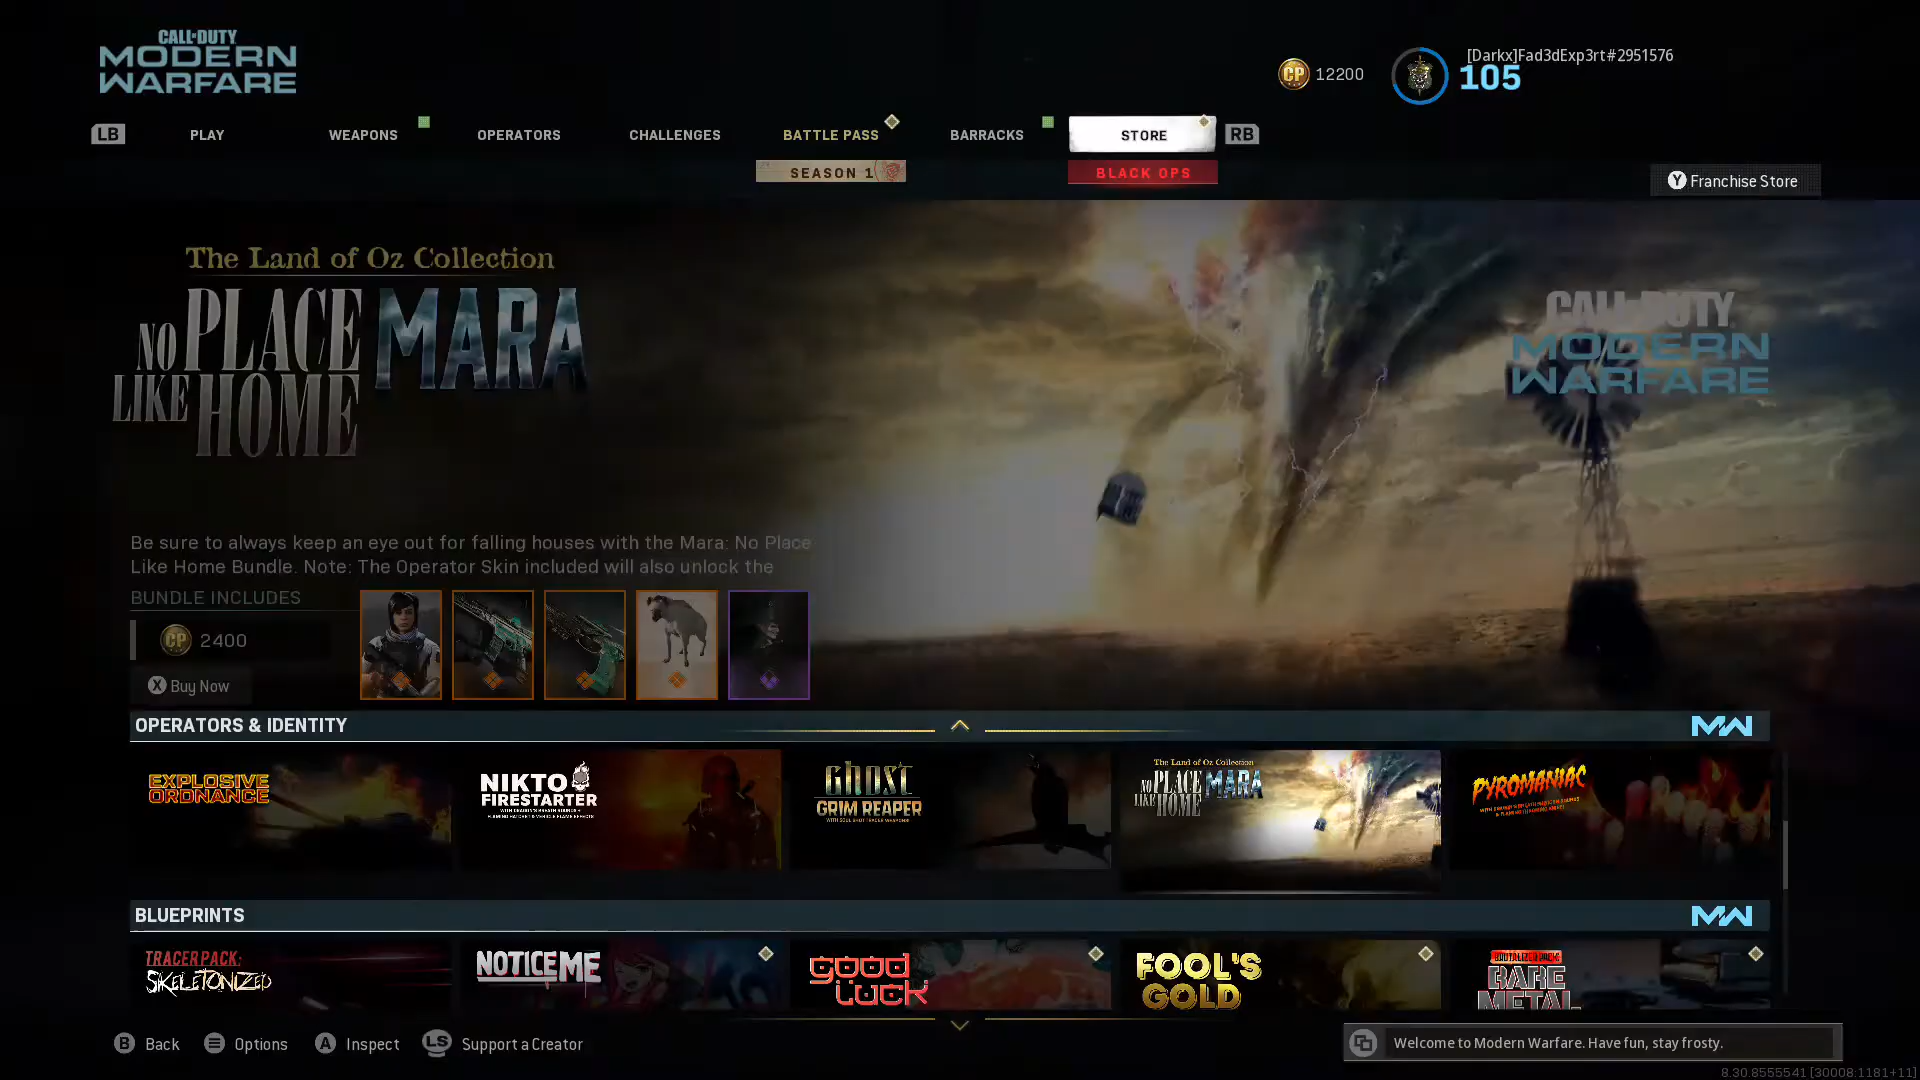 CALL OF DUTY
MODERN
WARFARE
CP 12200
[Darkx]Fad3dExp3rt#2951576
105
LB PLAY WEAPONS OPERATORS CHALLENGES BATTLE PASS BARRACKS STORE RB
SEASON 1 BLACK OPS
Y Franchise Store
The Land of Oz Collection
NO PLACE LIKE HOME MARA
CALL OF DUTY
MODERN
WARFARE
Be sure to always keep an eye out for falling houses with the Mara: No Place
Like Home Bundle. Note: The Operator Skin included will also unlock the
BUNDLE INCLUDES
CP 2400
X Buy Now
OPERATORS & IDENTITY MW
EXPLOSIVE
ORDNANCE
NIKTO
FIRESTARTER
GHOST
GRIM REAPER
WITH SOUL SHOT TRACER WEAPONS!
The Land of Oz Collection
NO PLACE LIKE HOME MARA
PYROMANIAC
BLUEPRINTS MW
TRACER PACK:
SKELETONIZED
NOTICE ME
good
luck
FOOL'S
GOLD
RARE
METAL
B Back Options A Inspect LS Support a Creator
Welcome to Modern Warfare. Have fun, stay frosty.
8.30.8555541 [30008:1181+11]